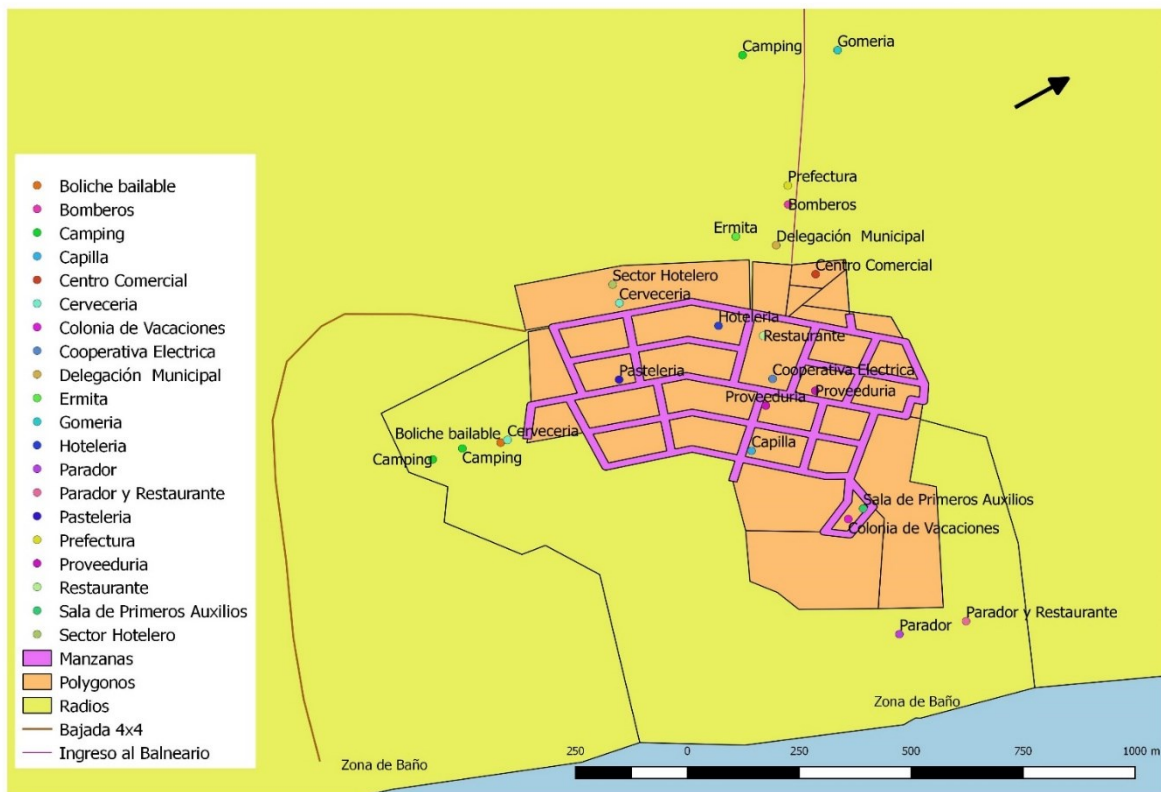 Camping
Gomeria
Prefectura
Bomberos
Ermita
Delegación Municipal
Centro Comercial
Sector Hotelero
Cerveceria
Hoteleria
Restaurante
Pasteleria
Cooperativa Electrica
Proveeduria
Proveeduria
Boliche bailable
Cerveceria
Capilla
Camping
Camping
Sala de Primeros Auxilios
Colonia de Vacaciones
Parador y Restaurante
Parador
Zona de Baño
Zona de Baño
Boliche bailable
Bomberos
Camping
Capilla
Centro Comercial
Cerveceria
Colonia de Vacaciones
Cooperativa Electrica
Delegación Municipal
Ermita
Gomeria
Hoteleria
Parador
Parador y Restaurante
Pasteleria
Prefectura
Proveeduria
Restaurante
Sala de Primeros Auxilios
Sector Hotelero
Manzanas
Polygonos
Radios
Bajada 4x4
Ingreso al Balneario
250 0 250 500 750 1000 m